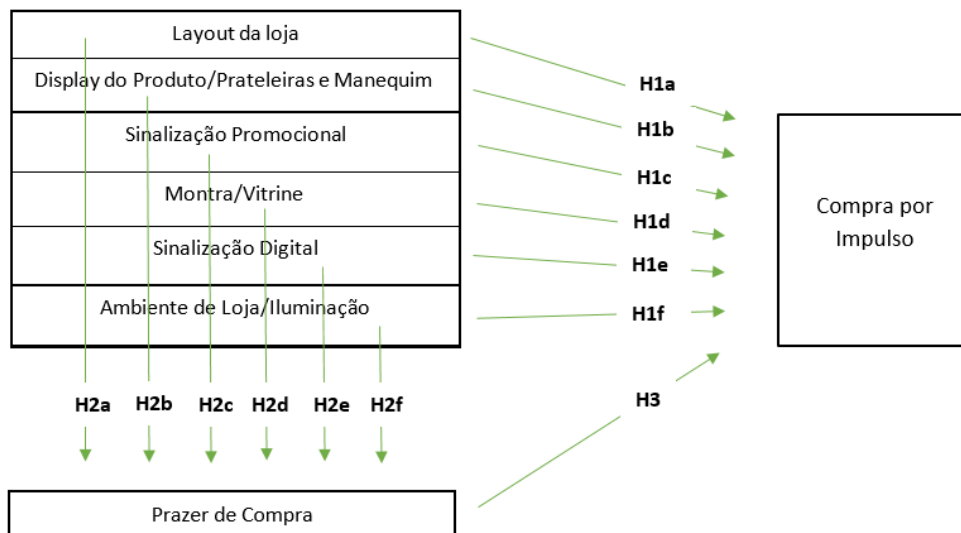 Layout da loja
Display do Produto/Prateleiras e Manequim
Sinalização Promocional
Montra/Vitrine
Sinalização Digital
Ambiente de Loja/Iluminação
H1a
H1b
H1c
H1d
H1e
H1f
Compra por
Impulso
H2a
H2b
H2c
H2d
H2e
H2f
H3
Prazer de Compra